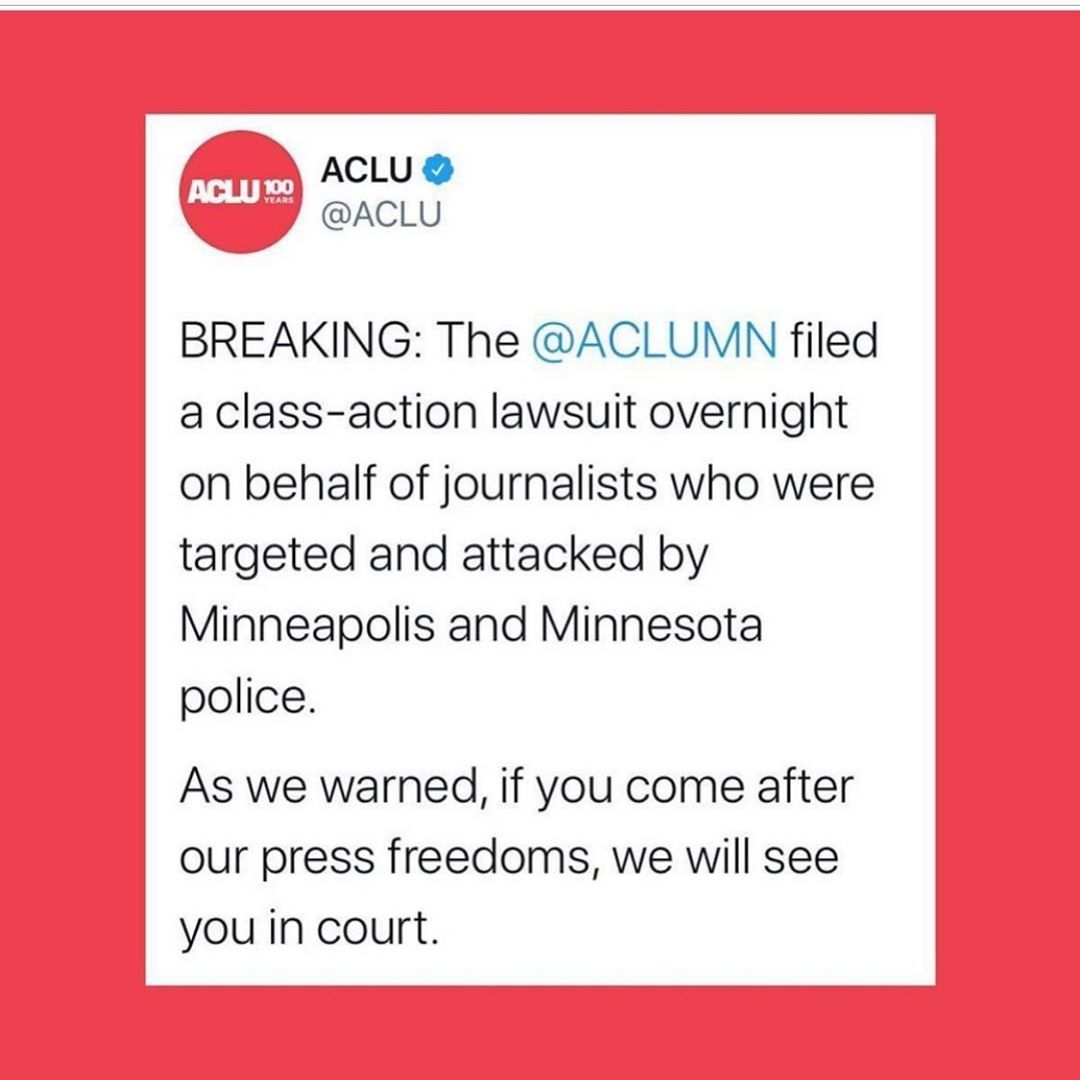 ACLU 100
YEARS
ACLU
@ACLU
BREAKING: The @ACLUMN filed
a class-action lawsuit overnight
on behalf of journalists who were
targeted and attacked by
Minneapolis and Minnesota
police.
As we warned, if you come after
our press freedoms, we will see
you in court.